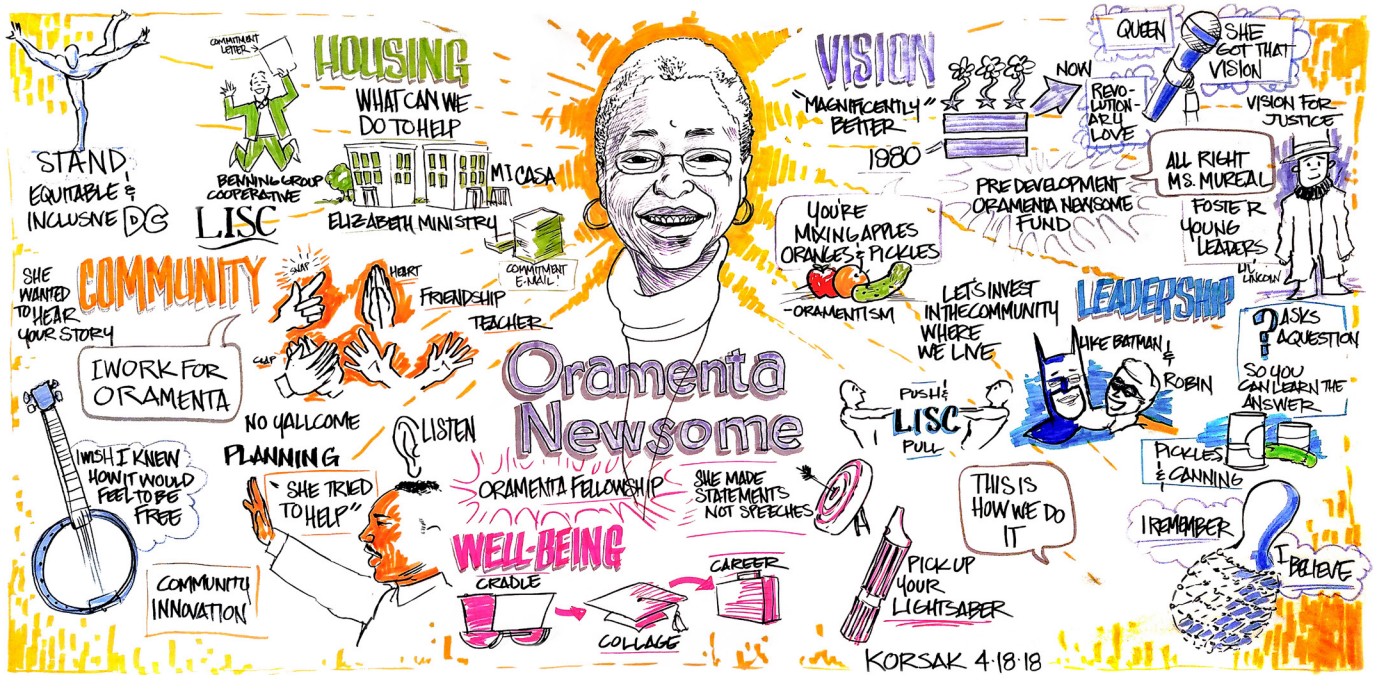 COMMITMENT
LETTER
HOUSING
WHAT CAN WE
DO TO HELP
STAND,
EQUITABLE &
INCLUSIVE DC
BENNING GROUP
COOPERATIVE
LISC
MI CASA
ELIZABETH MINISTRY
COMMITMENT
E-MAIL!
SHE
WANTED
TO HEAR
YOUR STORY
COMMUNITY
SNAP
HEART
CLAP
FRIENDSHIP
TEACHER
I WORK FOR
ORAMENTA
NO YALL COME
PLANNING
LISTEN
I WISH I KNEW
HOW IT WOULD
FEEL TO BE
FREE
"SHE TRIED
TO HELP"
COMMUNITY
INNOVATION
Oramenta
Newsome
ORAMENTA FELLOWSHIP
SHE MADE
STATEMENTS
NOT SPEECHES
WELL-BEING
CRADLE
COLLAGE
CAREER
VISION
"MAGNIFICENTLY"
BETTER
1980
NOW
QUEEN
SHE
GOT THAT
VISION
REVO-
LUTION-
ARY
LOVE
VISION FOR
JUSTICE
PRE DEVELOPMENT
ORAMENTA NEWSOME
FUND
ALL RIGHT
MS. MUREAL
FOSTER
YOUNG
LEADERS
LIL'
LINCOLN
YOU'RE
MIXING APPLES
ORANGES & PICKLES
-ORAMENTISM
LET'S INVEST
IN THE COMMUNITY
WHERE
WE LIVE
LEADERSHIP
LIKE BATMAN &
ROBIN
? ASKS
A QUESTION
SO YOU
CAN LEARN THE
ANSWER
PUSH &
LISC
PULL
PICKLES
& CANNING
THIS IS
HOW WE DO
IT
PICK UP
YOUR
LIGHTSABER
I REMEMBER
I BELIEVE
KORSAK 4.18.18